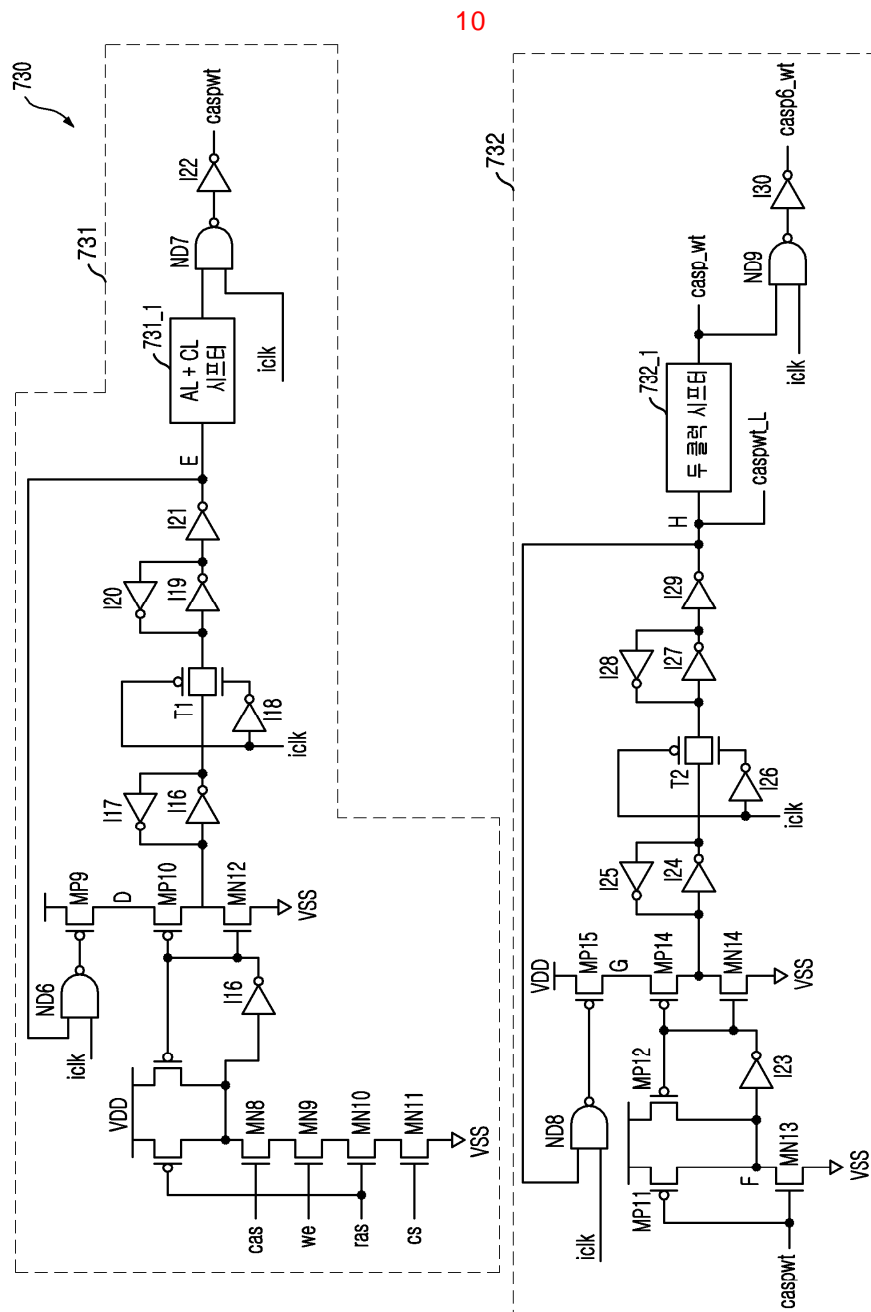 10
730
731
ND6
iclk
MP9
D
MP10
MN12
VSS
VDD
I16
MN8
MN9
MN10
MN11
VSS
cas
we
ras
cs
I17
I16
T1
I18
iclk
I20
I19
I21
E
731_1
AL + CL
시프터
iclk
ND7
I22
caspwt
732
ND8
iclk
VDD
MP15
G
MP14
MN14
VSS
MP11
MP12
F
I23
MN13
VSS
caspwt
I25
I24
T2
I26
iclk
I28
I27
I29
H
caspwt_L
732_1
두 클럭 시프터
casp_wt
iclk
ND9
I30
casp6_wt